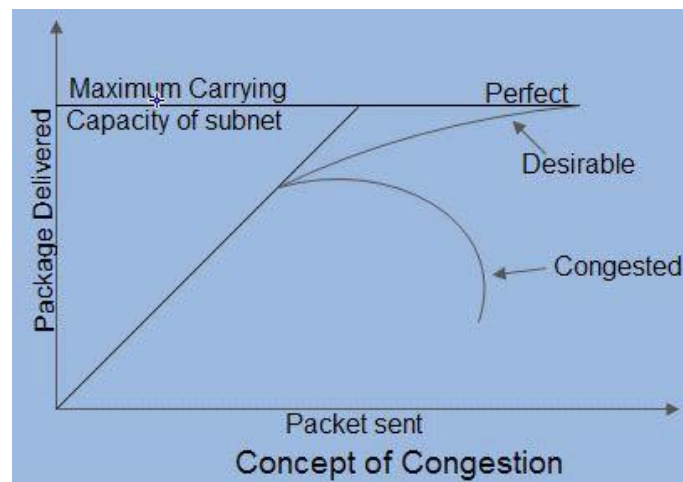 Maximum Carrying
Capacity of subnet
Perfect
Desirable
Congested
Package Delivered
Packet sent
Concept of Congestion